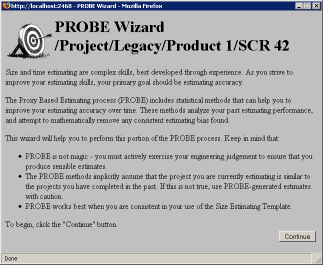 http://localhost:2468 - PROBE Wizard - Mozilla Firefox
PROBE Wizard
/Project/Legacy/Product 1/SCR 42
Size and time estimating are complex skills, best developed through experience. As you strive to
improve your estimating skills, your primary goal should be estimating accuracy.
The Proxy Based Estimating process (PROBE) includes statistical methods that can help you to
improve your estimating accuracy over time. These methods analyze your past estimating performance,
and attempt to mathematically remove any consistent estimating bias found.
This wizard will help you to perform this portion of the PROBE process. Keep in mind that:
• PROBE is not magic - you must actively exercise your engineering judgement to ensure that you
produce sensible estimates.
• The PROBE methods implicitly assume that the project you are currently estimating is similar to
the projects you have completed in the past. If this is not true, use PROBE-generated estimates
with caution.
• PROBE works best when you are consistent in your use of the Size Estimating Template.
To begin, click the "Continue" button.
Continue
Done